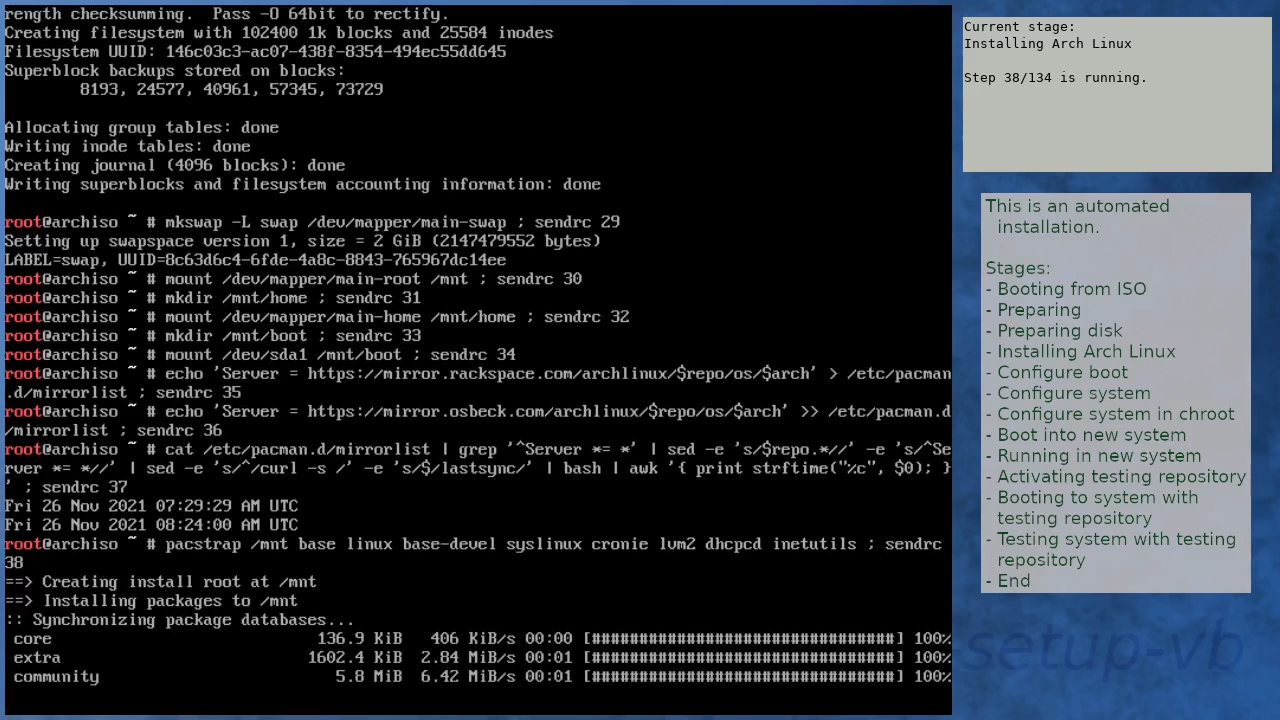 rength checksumming.  Pass -O 64bit to rectify.
Creating filesystem with 102400 1k blocks and 25584 inodes
Filesystem UUID: 146c03c3-ac07-438f-8354-494ec55dd645
Superblock backups stored on blocks:
        8193, 24577, 40961, 57345, 73729
Allocating group tables: done
Writing inode tables: done
Creating journal (4096 blocks): done
Writing superblocks and filesystem accounting information: done
root@archiso ~ # mkswap -L swap /dev/mapper/main-swap ; sendrc 29
Setting up swapspace version 1, size = 2 GiB (2147479552 bytes)
LABEL=swap, UUID=8c63d6c4-6fde-4a8c-8843-765967dc14ee
root@archiso ~ # mount /dev/mapper/main-root /mnt ; sendrc 30
root@archiso ~ # mkdir /mnt/home ; sendrc 31
root@archiso ~ # mount /dev/mapper/main-home /mnt/home ; sendrc 32
root@archiso ~ # mkdir /mnt/boot ; sendrc 33
root@archiso ~ # mount /dev/sda1 /mnt/boot ; sendrc 34
root@archiso ~ # echo 'Server = https://mirror.rackspace.com/archlinux/$repo/os/$arch' > /etc/pacman
.d/mirrorlist ; sendrc 35
root@archiso ~ # echo 'Server = https://mirror.osbeck.com/archlinux/$repo/os/$arch' >> /etc/pacman.d
/mirrorlist ; sendrc 36
root@archiso ~ # cat /etc/pacman.d/mirrorlist | grep '^Server *= *' | sed -e 's/$repo.*//' -e 's/^Se
rver *= *//' | sed -e 's/^/curl -s /' -e 's/$/lastsync/' | bash | awk '{ print strftime("%c", $0); }
' ; sendrc 37
Fri 26 Nov 2021 07:29:29 AM UTC
Fri 26 Nov 2021 08:24:00 AM UTC
root@archiso ~ # pacstrap /mnt base linux base-devel syslinux cronie lvm2 dhcpcd inetutils ; sendrc
38
==> Creating install root at /mnt
==> Installing packages to /mnt
:: Synchronizing package databases...
 core                            136.9 KiB   406 KiB/s 00:00 [#################################] 100%
 extra                          1602.4 KiB  2.84 MiB/s 00:01 [#################################] 100%
 community                         5.8 MiB  6.42 MiB/s 00:01 [#################################] 100%
Current stage:
Installing Arch Linux
Step 38/134 is running.
This is an automated
installation.
Stages:
- Booting from ISO
- Preparing
- Preparing disk
- Installing Arch Linux
- Configure boot
- Configure system
- Configure system in chroot
- Boot into new system
- Running in new system
- Activating testing repository
- Booting to system with
testing repository
- Testing system with testing
repository
- End
setup-vb